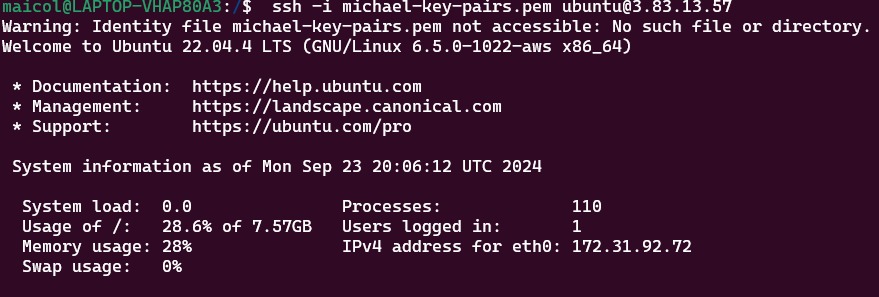 maicol@LAPTOP-VHAP80A3:/$ ssh -i michael-key-pairs.pem ubuntu@3.83.13.57
Warning: Identity file michael-key-pairs.pem not accessible: No such file or directory.
Welcome to Ubuntu 22.04.4 LTS (GNU/Linux 6.5.0-1022-aws x86_64)
* Documentation: https://help.ubuntu.com
* Management: https://landscape.canonical.com
* Support: https://ubuntu.com/pro
System information as of Mon Sep 23 20:06:12 UTC 2024
System load: 0.0 Processes: 110
Usage of /: 28.6% of 7.57GB Users logged in: 1
Memory usage: 28% IPv4 address for eth0: 172.31.92.72
Swap usage: 0%